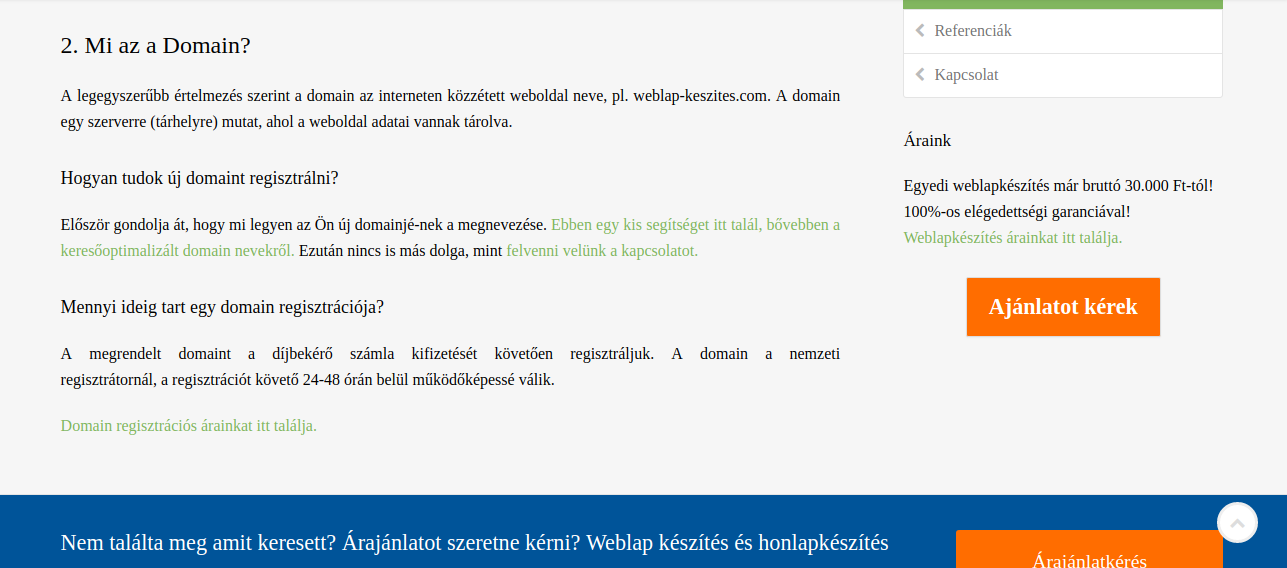 2. Mi az a Domain?
A legegyszerűbb értelmezés szerint a domain az interneten közzétett weboldal neve, pl. weblap-keszites.com. A domain
egy szerverre (tárhelyre) mutat, ahol a weboldal adatai vannak tárolva.
Hogyan tudok új domaint regisztrálni?
Először gondolja át, hogy mi legyen az Ön új domainjé-nek a megnevezése. Ebben egy kis segítséget itt talál, bővebben a
keresőoptimalizált domain nevekről. Ezután nincs is más dolga, mint felvenni velünk a kapcsolatot.
Mennyi ideig tart egy domain regisztrációja?
A megrendelt domaint a díjbekérő számla kifizetését követően regisztráljuk. A domain a nemzeti
regisztrátornál, a regisztrációt követő 24-48 órán belül működőképessé válik.
Domain regisztrációs árainkat itt találja.
Referenciák
Kapcsolat
Áraink
Egyedi weblapkészítés már bruttó 30.000 Ft-tól!
100%-os elégedettségi garanciával!
Weblapkészítés árainkat itt találja.
Ajánlatot kérek
Nem találta meg amit keresett? Árajánlatot szeretne kérni? Weblap készítés és honlapkészítés
Árajánlatkérés